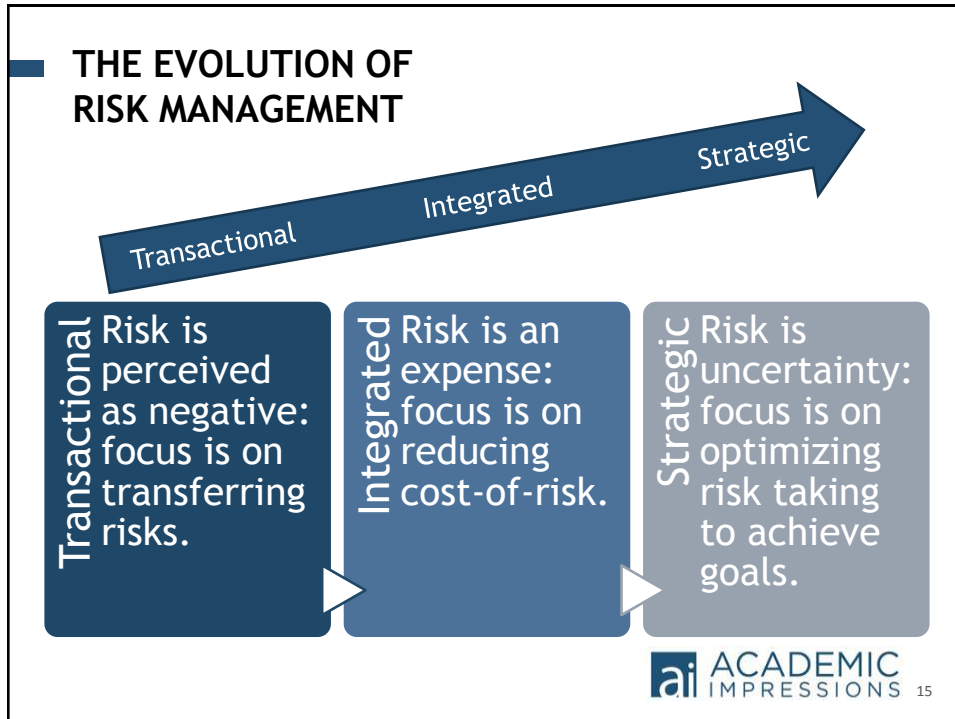 THE EVOLUTION OF
RISK MANAGEMENT
Transactional
Integrated
Strategic
Transactional
Risk is
perceived
as negative:
focus is on
transferring
risks.
Integrated
Risk is an
expense:
focus is on
reducing
cost-of-risk.
Strategic
Risk is
uncertainty:
focus is on
optimizing
risk taking
to achieve
goals.
ai ACADEMIC
IMPRESSIONS
15